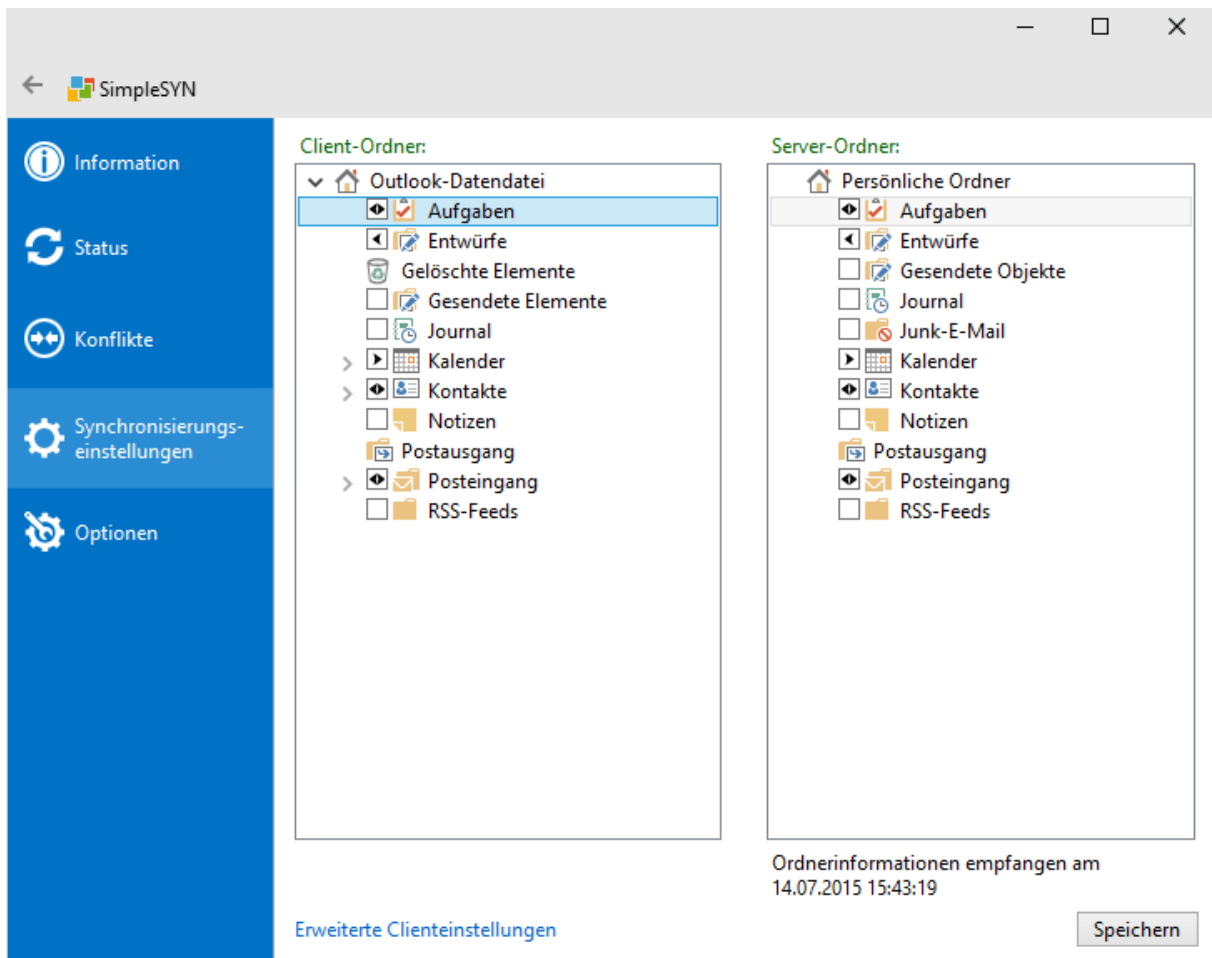 SimpleSYN
Information
Status
Konflikte
Synchronisierungs-
einstellungen
Optionen
Client-Ordner:
Outlook-Datendatei
Aufgaben
Entwürfe
Gelöschte Elemente
Gesendete Elemente
Journal
Kalender
Kontakte
Notizen
Postausgang
Posteingang
RSS-Feeds
Server-Ordner:
Persönliche Ordner
Aufgaben
Entwürfe
Gesendete Objekte
Journal
Junk-E-Mail
Kalender
Kontakte
Notizen
Postausgang
Posteingang
RSS-Feeds
Ordnerinformationen empfangen am
14.07.2015 15:43:19
Erweiterte Clienteinstellungen
Speichern